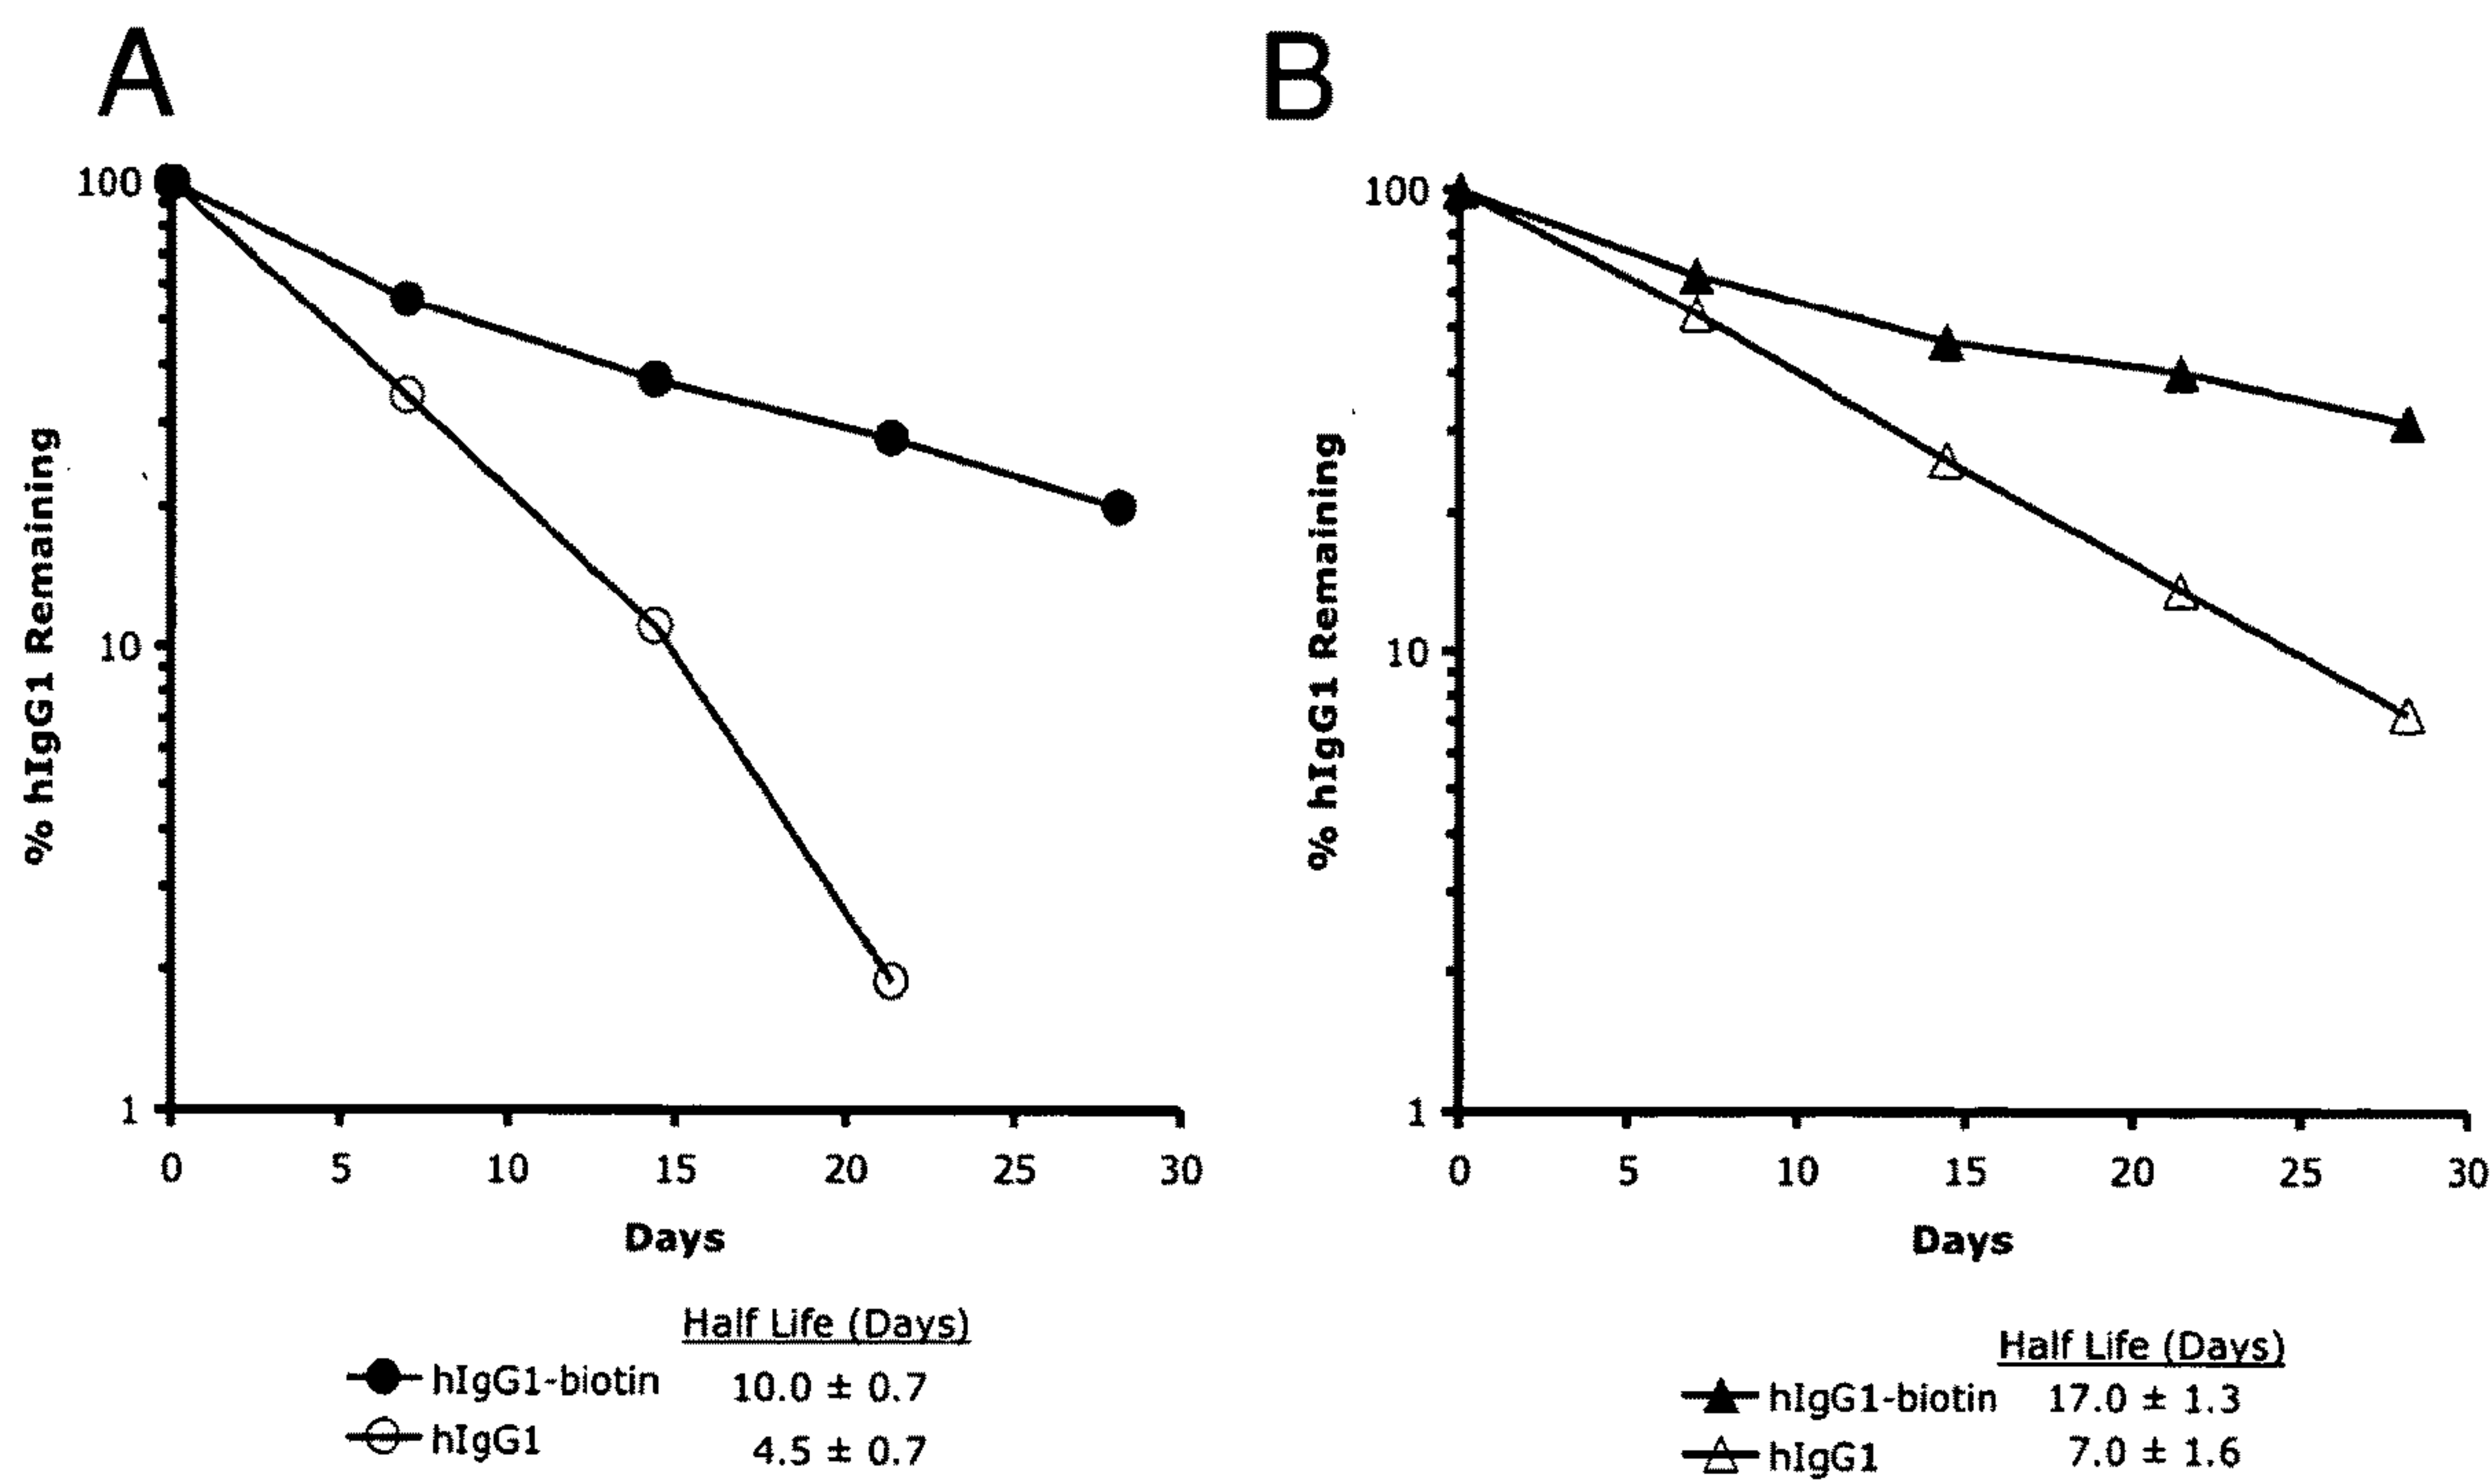 A
100
10
1
0 5 10 15 20 25 30
% hIgG1 Remaining
Days
Half Life (Days)
hIgG1-biotin 10.0 ± 0.7
hIgG1 4.5 ± 0.7
B
100
10
1
0 5 10 15 20 25 30
% hIgG1 Remaining
Days
Half Life (Days)
hIgG1-biotin 17.0 ± 1.3
hIgG1 7.0 ± 1.6